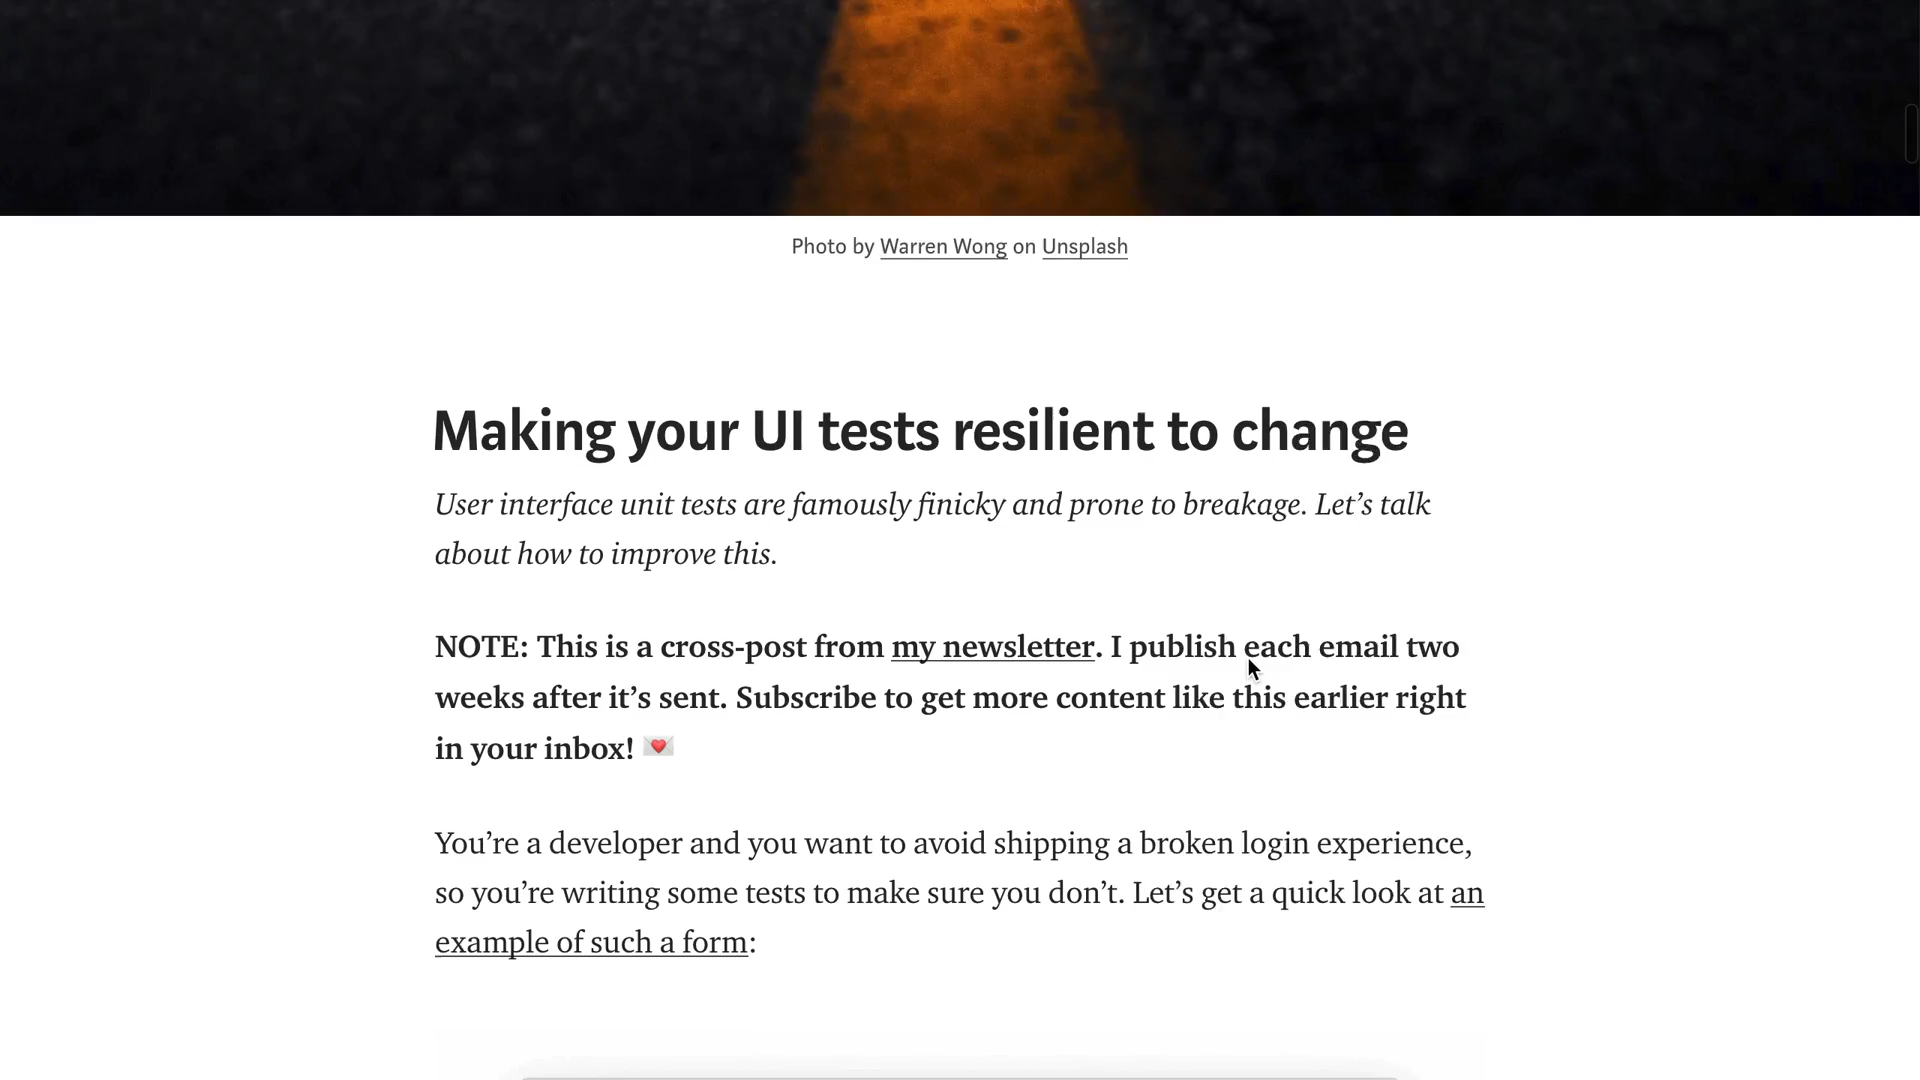 Photo by Warren Wong on Unsplash
Making your UI tests resilient to change
User interface unit tests are famously finicky and prone to breakage. Let’s talk
about how to improve this.
NOTE: This is a cross-post from my newsletter. I publish each email two
weeks after it’s sent. Subscribe to get more content like this earlier right
in your inbox! 💌
You’re a developer and you want to avoid shipping a broken login experience,
so you’re writing some tests to make sure you don’t. Let’s get a quick look at an
example of such a form: